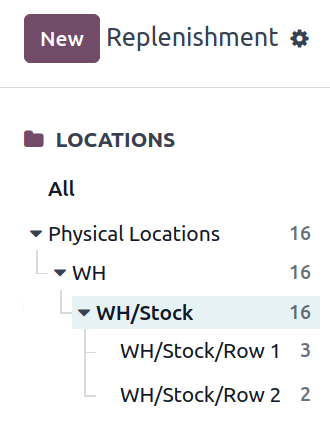 New Replenishment
LOCATIONS
All
Physical Locations 16
WH 16
WH/Stock 16
WH/Stock/Row 1 3
WH/Stock/Row 2 2